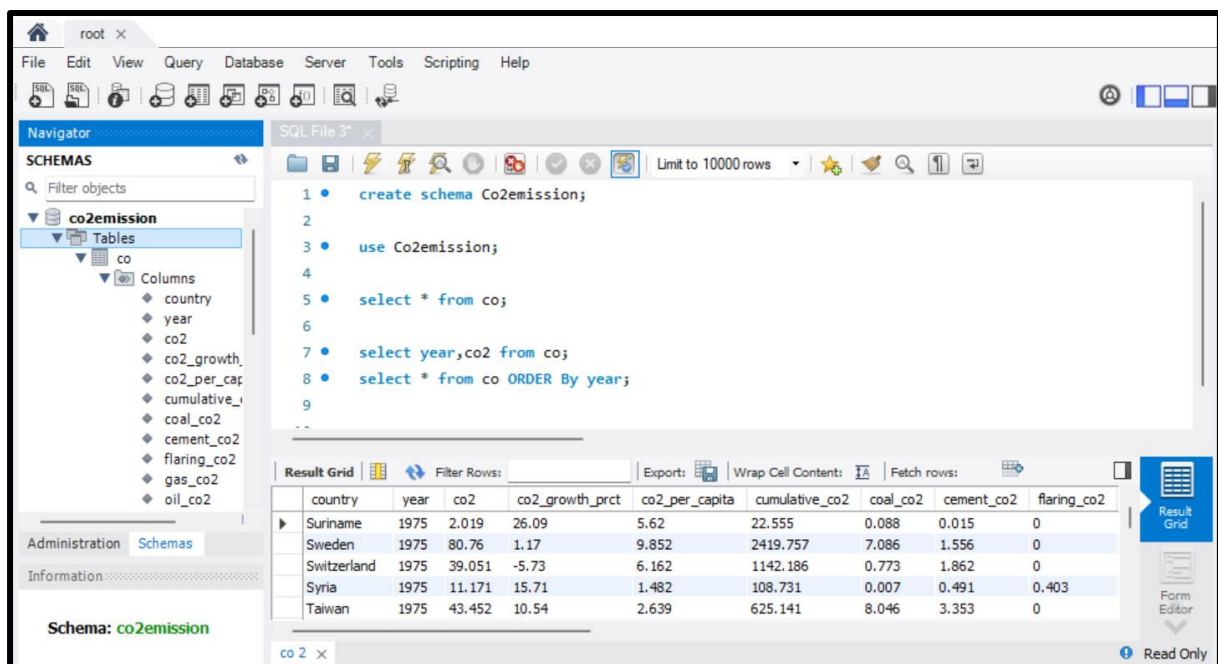 root ×
File Edit View Query Database Server Tools Scripting Help
Navigator
SCHEMAS
Filter objects
co2emission
Tables
co
Columns
country
year
co2
co2_growth_
co2_per_cap
cumulative_
coal_co2
cement_co2
flaring_co2
gas_co2
oil_co2
Administration Schemas
Information
Schema: co2emission
SQL File 3* ×
Limit to 10000 rows
1 create schema Co2emission;
2
3 use Co2emission;
4
5 select * from co;
6
7 select year,co2 from co;
8 select * from co ORDER By year;
9
Result Grid Filter Rows: Export: Wrap Cell Content: Fetch rows:
country year co2 co2_growth_prct co2_per_capita cumulative_co2 coal_co2 cement_co2 flaring_co2
Suriname 1975 2.019 26.09 5.62 22.555 0.088 0.015 0
Sweden 1975 80.76 1.17 9.852 2419.757 7.086 1.556 0
Switzerland 1975 39.051 -5.73 6.162 1142.186 0.773 1.862 0
Syria 1975 11.171 15.71 1.482 108.731 0.007 0.491 0.403
Taiwan 1975 43.452 10.54 2.639 625.141 8.046 3.353 0
Result
Grid
Form
Editor
co 2 ×
Read Only